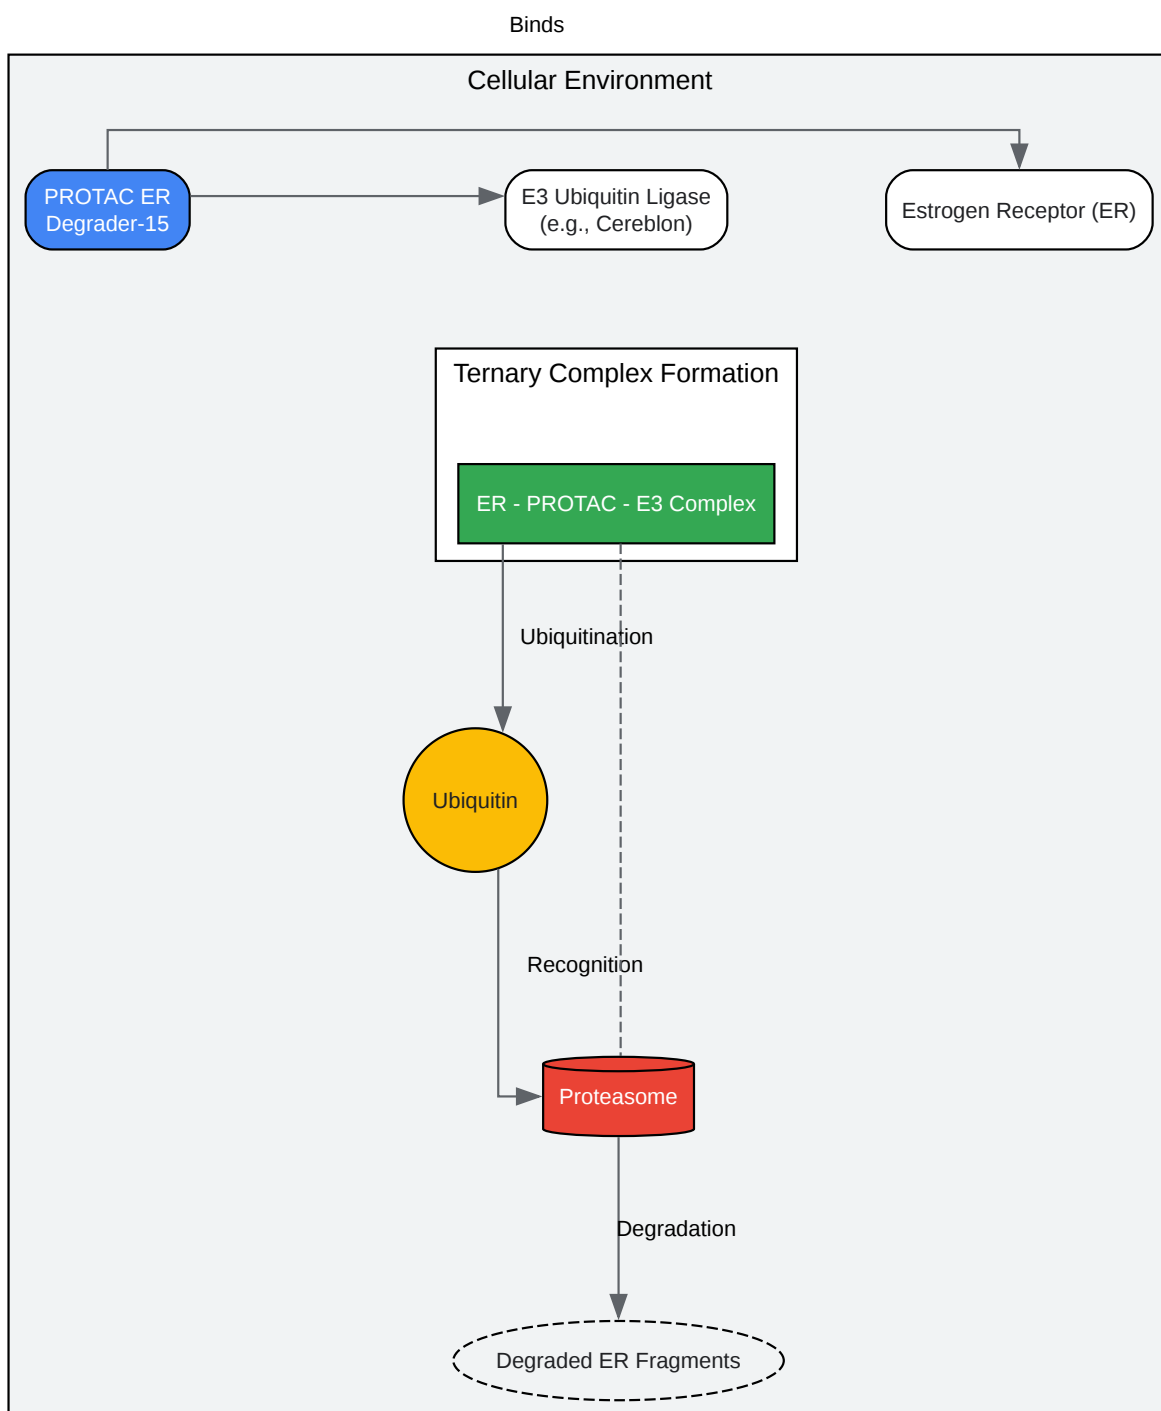 Binds
Cellular Environment
PROTAC ER
Degrader-15
E3 Ubiquitin Ligase
(e.g., Cereblon)
Estrogen Receptor (ER)
Ternary Complex Formation
ER - PROTAC - E3 Complex
Ubiquitination
Ubiquitin
Recognition
Proteasome
Degradation
Degraded ER Fragments